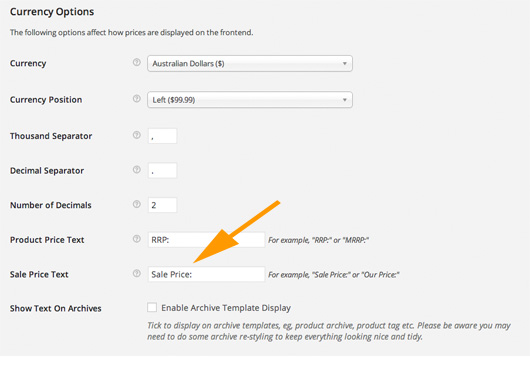 Currency Options
The following options affect how prices are displayed on the frontend.
Currency Australian Dollars ($)
Currency Position Left ($99.99)
Thousand Separator ,
Decimal Separator .
Number of Decimals 2
Product Price Text RRP: For example, "RRP:" or "MRRP:"
Sale Price Text Sale Price: For example, "Sale Price:" or "Our Price:"
Show Text On Archives Enable Archive Template Display
Tick to display on archive templates, eg, product archive, product tag etc. Please be aware you may
need to do some archive re-styling to keep everything looking nice and tidy.